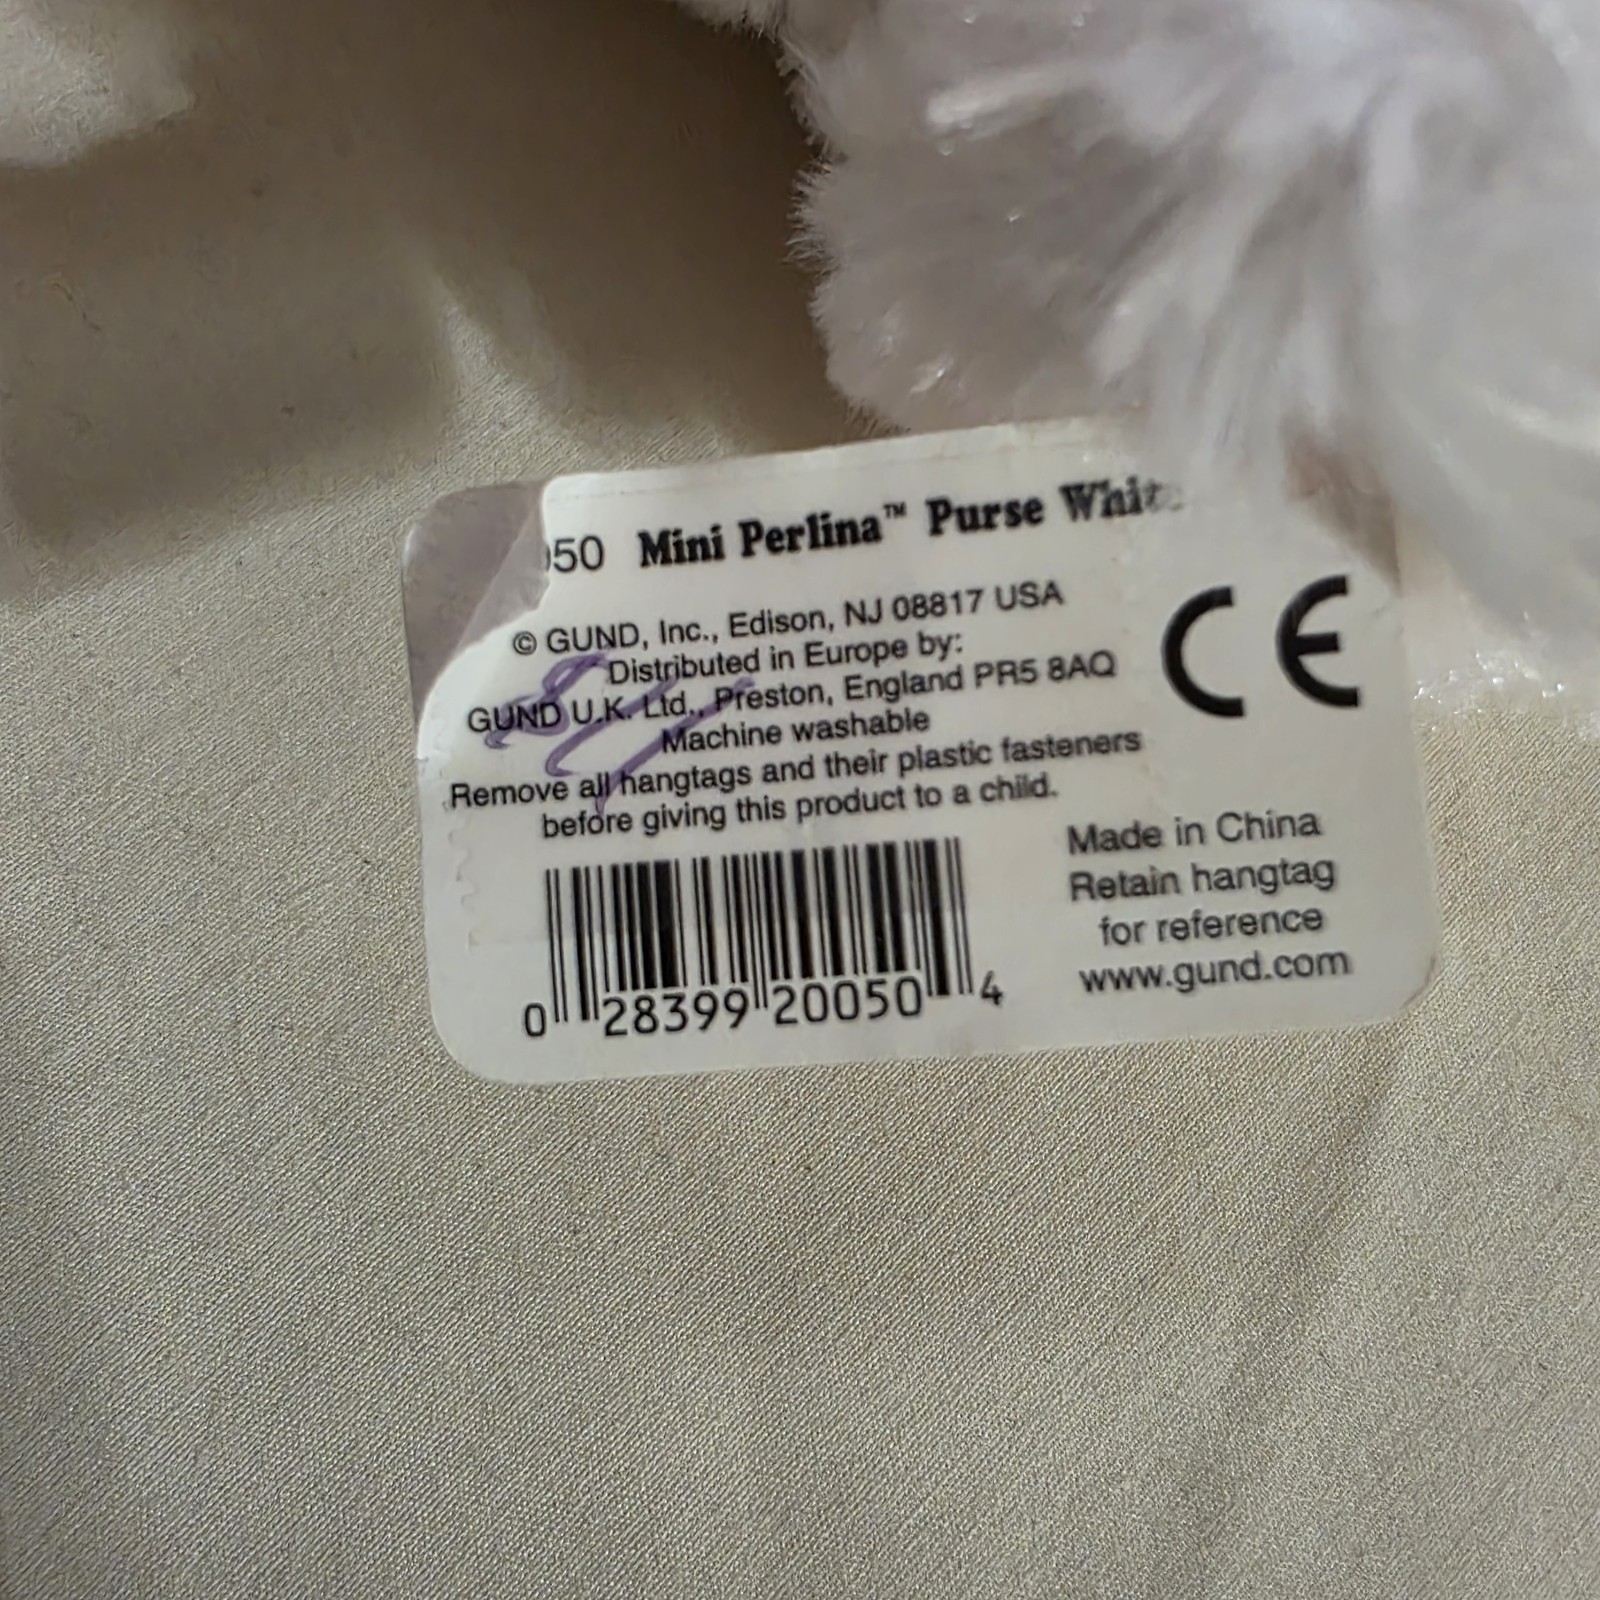 50 Mini Perlina™ Purse White
© GUND, Inc., Edison, NJ 08817 USA
Distributed in Europe by:
GUND U.K. Ltd., Preston, England PR5 8AQ
Machine washable
Remove all hangtags and their plastic fasteners
before giving this product to a child.
CE
Made in China
Retain hangtag
for reference
www.gund.com
0 28399 20050 4